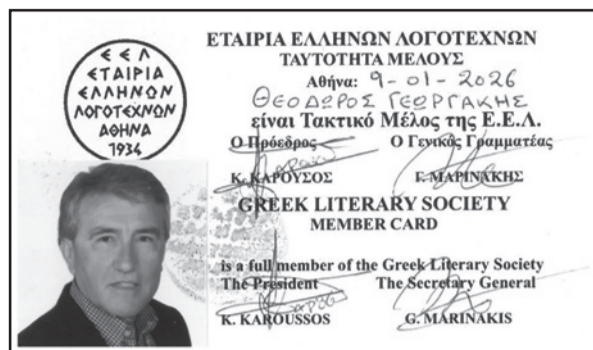 Ε Ε Λ
ΕΤΑΙΡΙΑ
ΕΛΛΗΝΩΝ
ΛΟΓΟΤΕΧΝΩΝ
ΑΘΗΝΑ
1934
ΕΤΑΙΡΙΑ ΕΛΛΗΝΩΝ ΛΟΓΟΤΕΧΝΩΝ
ΤΑΥΤΟΤΗΤΑ ΜΕΛΟΥΣ
Αθήνα: 9-01-2026
ΘΕΟΔΩΡΟΣ ΓΕΩΡΓΑΚΗΣ
είναι Τακτικό Μέλος της Ε.Ε.Λ.
Ο Πρόεδρος Ο Γενικός Γραμματέας
Κ. ΚΑΡΟΥΣΟΣ Γ. ΜΑΡΙΝΑΚΗΣ
GREEK LITERARY SOCIETY
MEMBER CARD
is a full member of the Greek Literary Society
The President The Secretary General
K. KAROUSSOS G. MARINAKIS